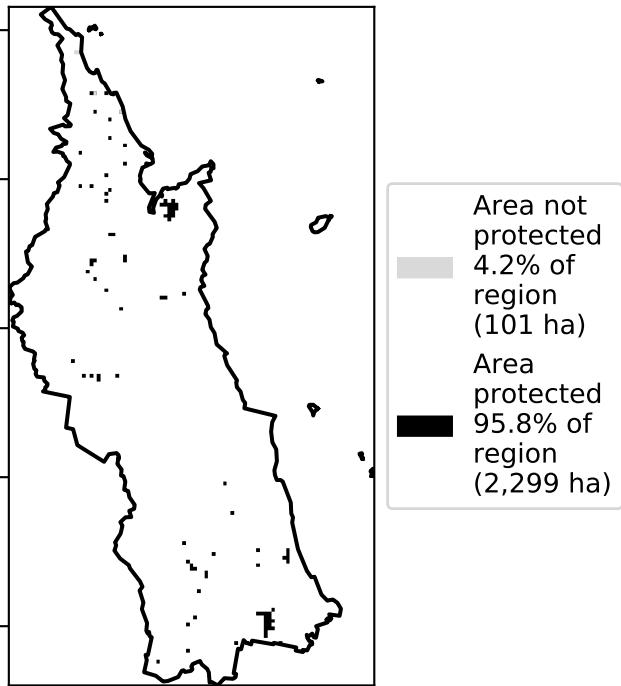 Area not
protected
4.2% of
region
(101 ha)
Area
protected
95.8% of
region
(2,299 ha)